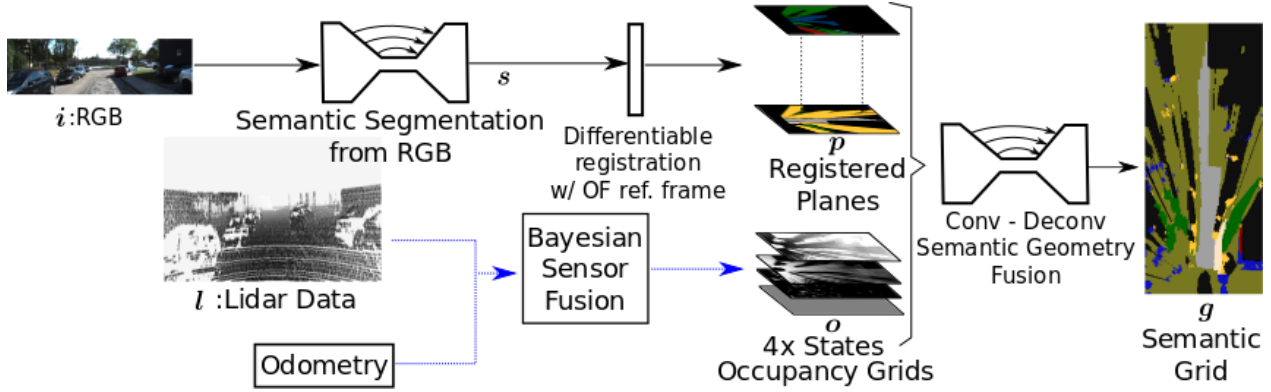 i:RGB
Semantic Segmentation
from RGB
s
Differentiable
registration
w/ OF ref. frame
p
Registered
Planes
l :Lidar Data
Odometry
Bayesian
Sensor
Fusion
o
4x States
Occupancy Grids
Conv - Deconv
Semantic Geometry
Fusion
g
Semantic
Grid